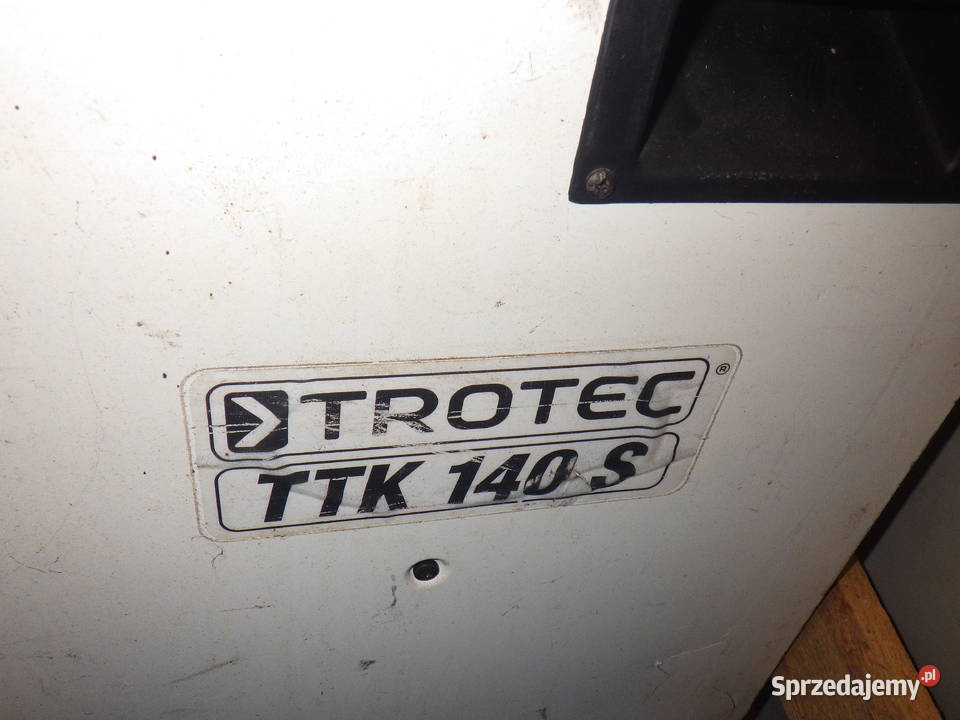 TROTEC ®
TTK 140 S
Sprzedajemy.pl